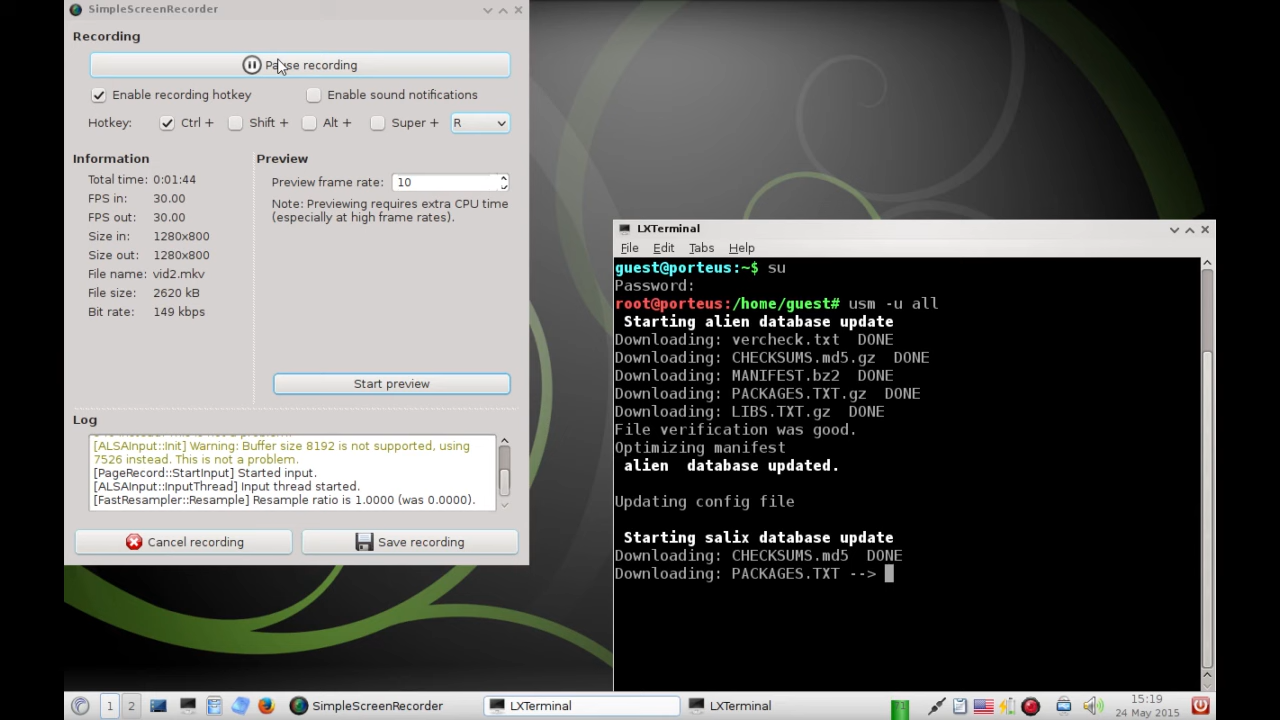 SimpleScreenRecorder
Recording
Pause recording
Enable recording hotkey
Enable sound notifications
Hotkey: Ctrl + Shift + Alt + Super + R
Information
Total time: 0:01:44
FPS in: 30.00
FPS out: 30.00
Size in: 1280x800
Size out: 1280x800
File name: vid2.mkv
File size: 2620 kB
Bit rate: 149 kbps
Preview
Preview frame rate: 10
Note: Previewing requires extra CPU time
(especially at high frame rates).
Start preview
Log
[ALSAInput::Init] Warning: Buffer size 8192 is not supported, using
7526 instead. This is not a problem.
[PageRecord::StartInput] Started input.
[ALSAInput::InputThread] Input thread started.
[FastResampler::Resample] Resample ratio is 1.0000 (was 0.0000).
Cancel recording
Save recording
LXTerminal
File Edit Tabs Help
guest@porteus:~$ su
Password:
root@porteus:/home/guest# usm -u all
Starting alien database update
Downloading: vercheck.txt DONE
Downloading: CHECKSUMS.md5.gz DONE
Downloading: MANIFEST.bz2 DONE
Downloading: PACKAGES.TXT.gz DONE
Downloading: LIBS.TXT.gz DONE
File verification was good.
Optimizing manifest
alien database updated.
Updating config file
Starting salix database update
Downloading: CHECKSUMS.md5 DONE
Downloading: PACKAGES.TXT -->
1 2 SimpleScreenRecorder LXTerminal LXTerminal
15:19
24 May 2015